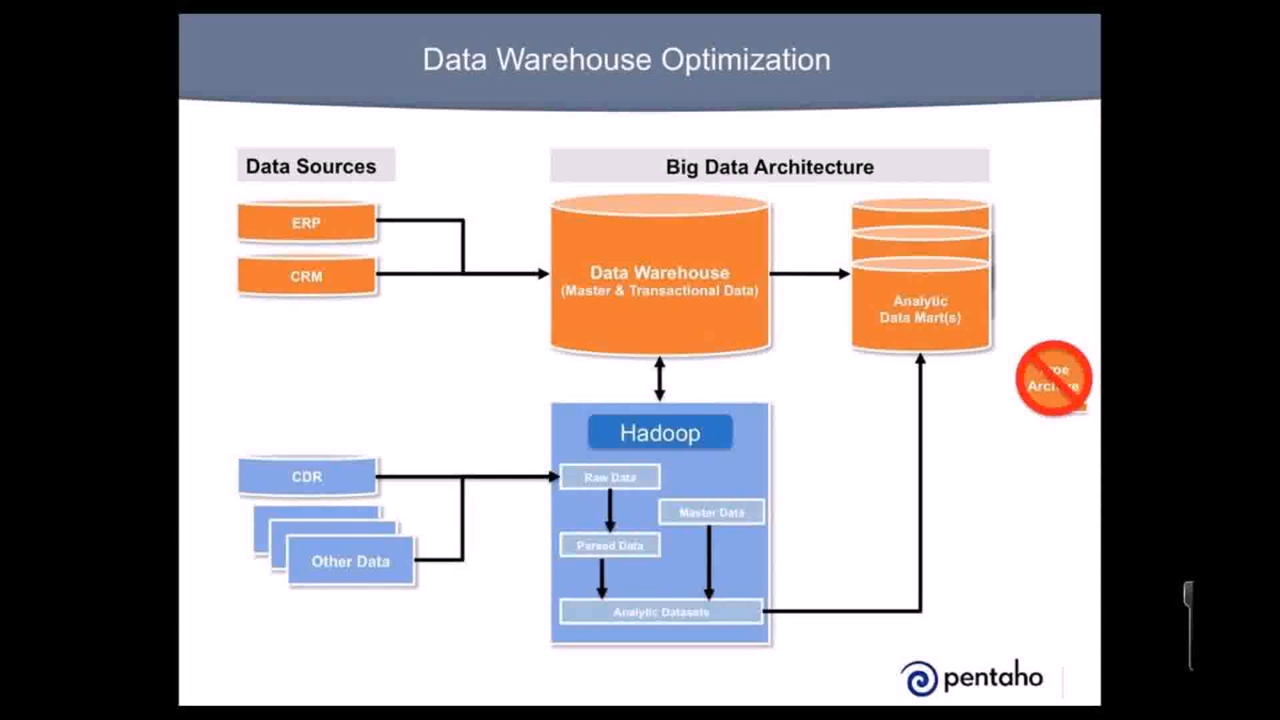 Data Warehouse Optimization
Data Sources
Big Data Architecture
ERP
CRM
Data Warehouse
(Master & Transactional Data)
Analytic
Data Mart(s)
Hadoop
CDR
Raw Data
Master Data
Parsed Data
Other Data
Analytic Datasets
pentaho